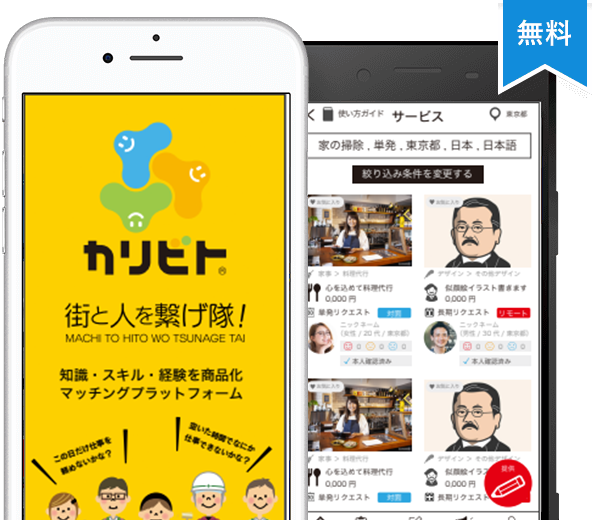 無料
カリビト®
街と人を繋げ隊!
MACHI TO HITO WO TSUNAGE TAI
知識・スキル・経験を商品化
マッチングプラットフォーム
この日だけ仕事を
頼めないかな?
空いた時間でなにか
仕事できないかな?
使い方ガイド
サービス
東京都
家の掃除 , 単発 , 東京都 , 日本 , 日本語
絞り込み条件を変更する
お気に入り
お気に入り
家事 > 料理代行
デザイン > その他デザイン
心を込めて料理代行
似顔絵イラスト書きます
0,000 円
0,000 円
単発リクエスト
対面
長期リクエスト
リモート
ニックネーム
(女性 / 20 代 / 東京都)
ニックネーム
(男性 / 30 代 / 東京都)
0 0 0
0 0 0
✓ 本人確認済み
✓ 本人確認済み
お気に入り
お気に入り
家事 > 料理代行
デザイン > その他デザイン
心を込めて料理代行
似顔絵イラス
0,000 円
0,000 円
単発リクエスト
対面
長期リクエス
提供